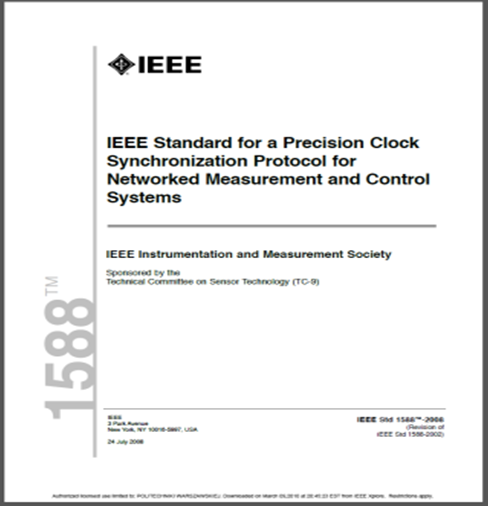 IEEE
IEEE Standard for a Precision Clock
Synchronization Protocol for
Networked Measurement and Control
Systems
IEEE Instrumentation and Measurement Society
Sponsored by the
Technical Committee on Sensor Technology (TC-9)
1588™
IEEE
3 Park Avenue
New York, NY 10016-5997, USA
24 July 2008
IEEE Std 1588™-2008
(Revision of
IEEE Std 1588-2002)
Authorized licensed use limited to: POLITECHNIKI WARSZAWSKIEJ. Downloaded on March 05,2010 at 20:45:23 EST from IEEE Xplore. Restrictions apply.